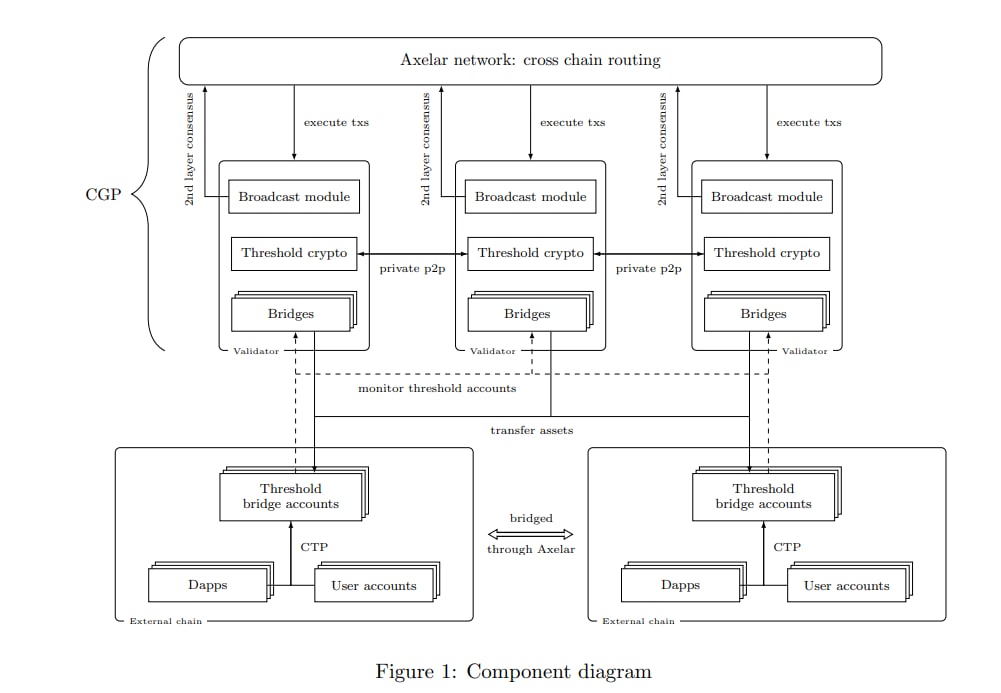 Axelar network: cross chain routing
2nd layer consensus
execute txs
2nd layer consensus
execute txs
2nd layer consensus
execute txs
CGP
Broadcast module
Broadcast module
Broadcast module
Threshold crypto
Threshold crypto
Threshold crypto
private p2p
private p2p
Bridges
Bridges
Bridges
Validator
Validator
Validator
monitor threshold accounts
transfer assets
Threshold
bridge accounts
Threshold
bridge accounts
bridged
through Axelar
CTP
CTP
Dapps
User accounts
Dapps
User accounts
External chain
External chain
Figure 1: Component diagram